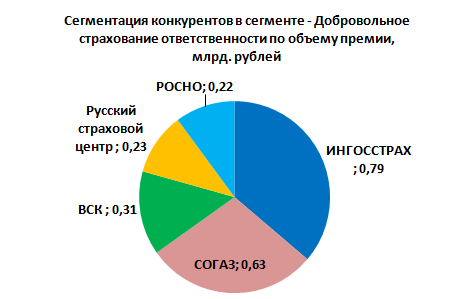 Сегментация конкурентов в сегменте - Добровольное
страхование ответственности по объему премии,
млрд. рублей
РОСНО; 0,22
Русский
страховой
центр ; 0,23
ИНГОССТРАХ
; 0,79
ВСК ; 0,31
СОГАЗ; 0,63